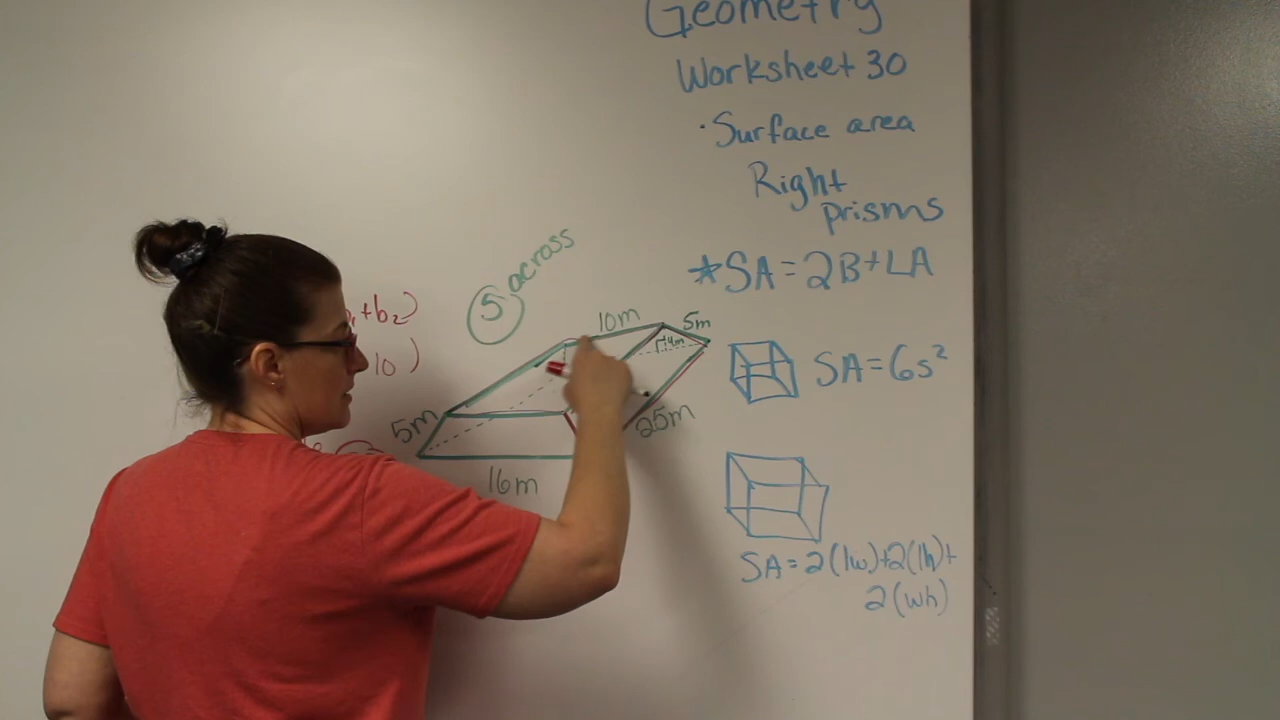 Geometry
Worksheet 30
· Surface area
Right
prisms
*SA = 2B + LA
SA = 6s²
SA = 2(lw)+2(lh)+
2(wh)
5 across
10m
5m
4m
5m
25m
16m
+b₂)
10)